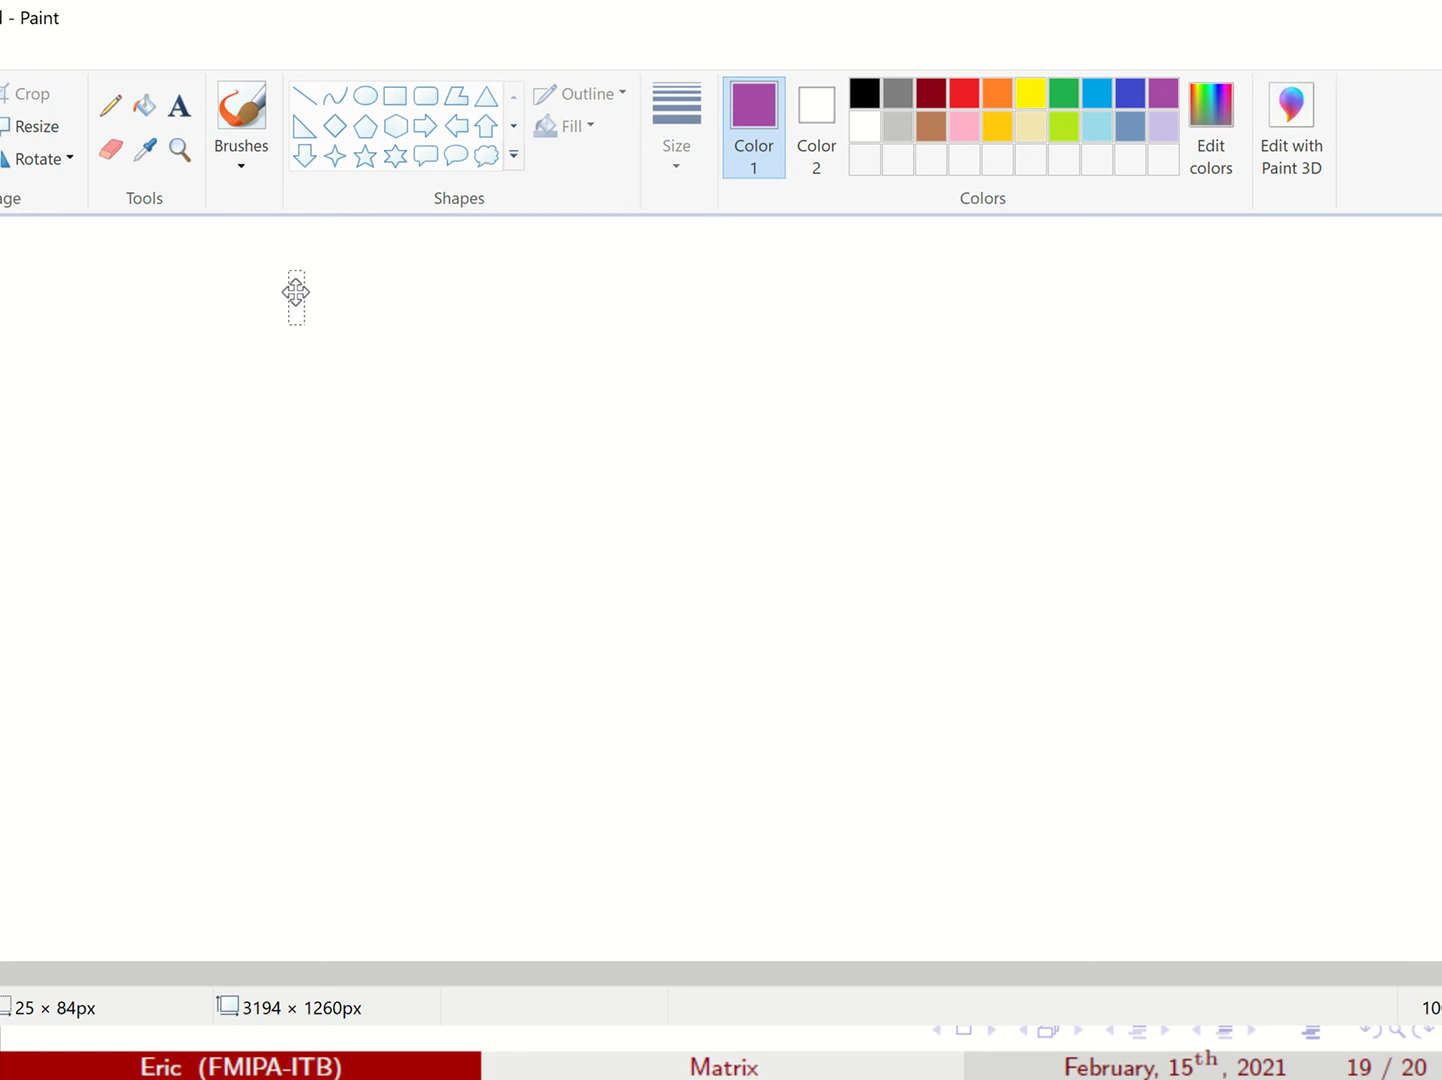 - Paint
Crop
Resize
Rotate
A
Brushes
Outline
Fill
Size
Color
1
Color
2
Edit
colors
Edit with
Paint 3D
Tools
Shapes
Colors
25 × 84px
3194 × 1260px
Eric (FMIPA-ITB)
Matrix
February, 15th, 2021
19 / 20